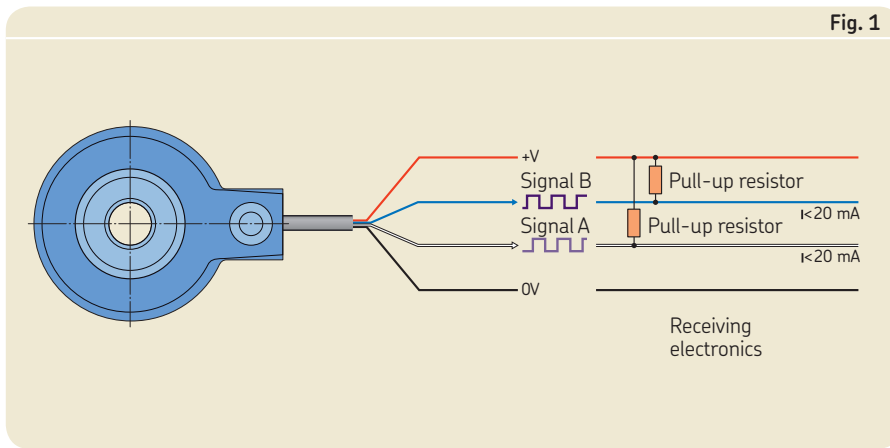 Fig. 1
+V
Signal B
Pull-up resistor
I<20 mA
Signal A
Pull-up resistor
I<20 mA
0V
Receiving
electronics